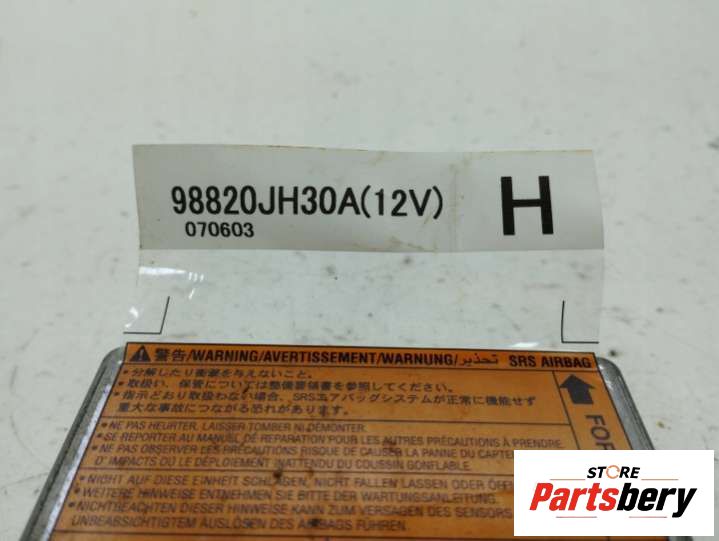 98820JH30A(12V) H
070603
警告/WARNING/AVERTISSEMENT/WARNUNG/تحذير SRS AIRBAG
•分解したり衝撃を与えないこと。
•取扱い、保管については整備要領書を参照してください。
•指示どおり取扱わない場合、SRSエアバッグシステムが正常に機能せず
重大な事故につながる恐れがあります。
•NE PAS HEURTER, LAISSER TOMBER NI DÉMONTER.
•SE REPORTER AU MANUEL DE REPARATION POUR LES AUTRES PRÉCAUTIONS À PRENDRE.
•NE PAS OBSERVER LES PRÉCAUTIONS RISQUE DE CAUSER LA PANNE DU CAPTE
D' IMPACTS OU LE DÉPLOIEMENT INATTENDU DU COUSSIN GONFLABLE.
•NICHT AUF DIESE EINHEIT SCHLAGEN, NICHT FALLEN LASSEN ODER ZE
•WEITERE HINWEISE ENTNEHMEN SIE BITTER DER WARTUNGSANLEITUNG.
•NICHTBEACHTEN DIESER HINWEISE KANN ZUM VERSAGEN DES SENSORS
UNBEABSICHTIGTEM AUSLÖSEN DES AIRBAGS FÜHREN.
FOR
STORE
Partsbery